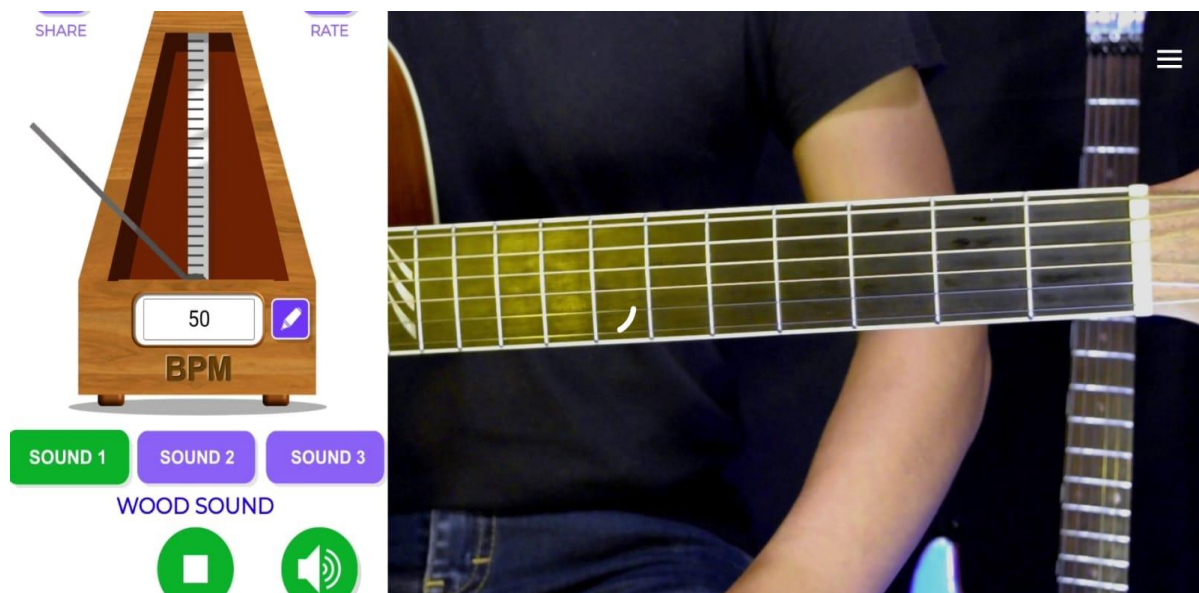 SHARE
RATE
50
BPM
SOUND 1
SOUND 2
SOUND 3
WOOD SOUND